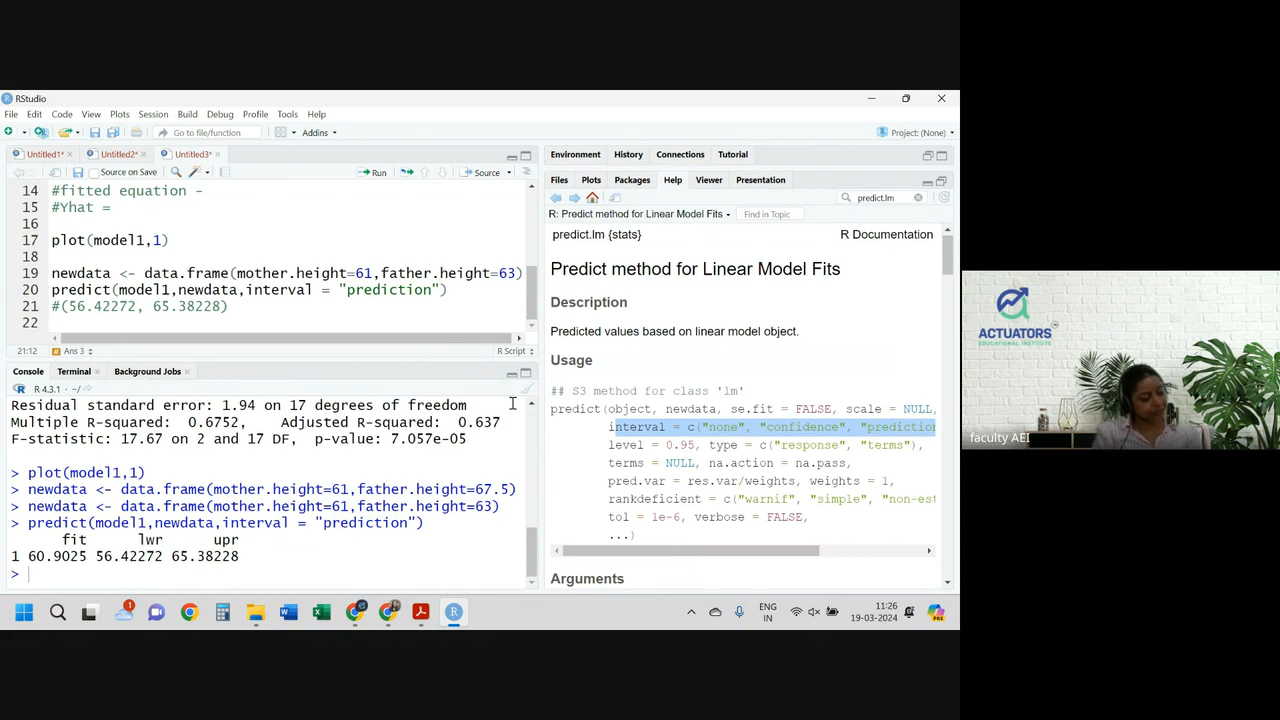 RStudio
File Edit Code View Plots Session Build Debug Profile Tools Help
Go to file/function Addins Project: (None)
Untitled1* Untitled2* Untitled3*
Source on Save Run Source
14 #fitted equation -
15 #Yhat =
16
17 plot(model1,1)
18
19 newdata <- data.frame(mother.height=61,father.height=63)
20 predict(model1,newdata,interval = "prediction")
21 #(56.42272, 65.38228)
22
21:12 Ans 3 R Script
Console Terminal Background Jobs
R 4.3.1 · ~/
Residual standard error: 1.94 on 17 degrees of freedom
Multiple R-squared:  0.6752,    Adjusted R-squared:  0.637
F-statistic: 17.67 on 2 and 17 DF,  p-value: 7.057e-05
> plot(model1,1)
> newdata <- data.frame(mother.height=61,father.height=67.5)
> newdata <- data.frame(mother.height=61,father.height=63)
> predict(model1,newdata,interval = "prediction")
fit lwr upr
1 60.9025 56.42272 65.38228
>
Environment History Connections Tutorial
Files Plots Packages Help Viewer Presentation
predict.lm
R: Predict method for Linear Model Fits Find in Topic
predict.lm {stats} R Documentation
Predict method for Linear Model Fits
Description
Predicted values based on linear model object.
Usage
## S3 method for class 'lm'
predict(object, newdata, se.fit = FALSE, scale = NULL,
interval = c("none", "confidence", "prediction
level = 0.95, type = c("response", "terms"),
terms = NULL, na.action = na.pass,
pred.var = res.var/weights, weights = 1,
rankdeficient = c("warnif", "simple", "non-est
tol = 1e-6, verbose = FALSE,
...)
Arguments
ENG
IN
11:26
19-03-2024
ACTUATORS
EDUCATIONAL INSTITUTE
faculty AEI